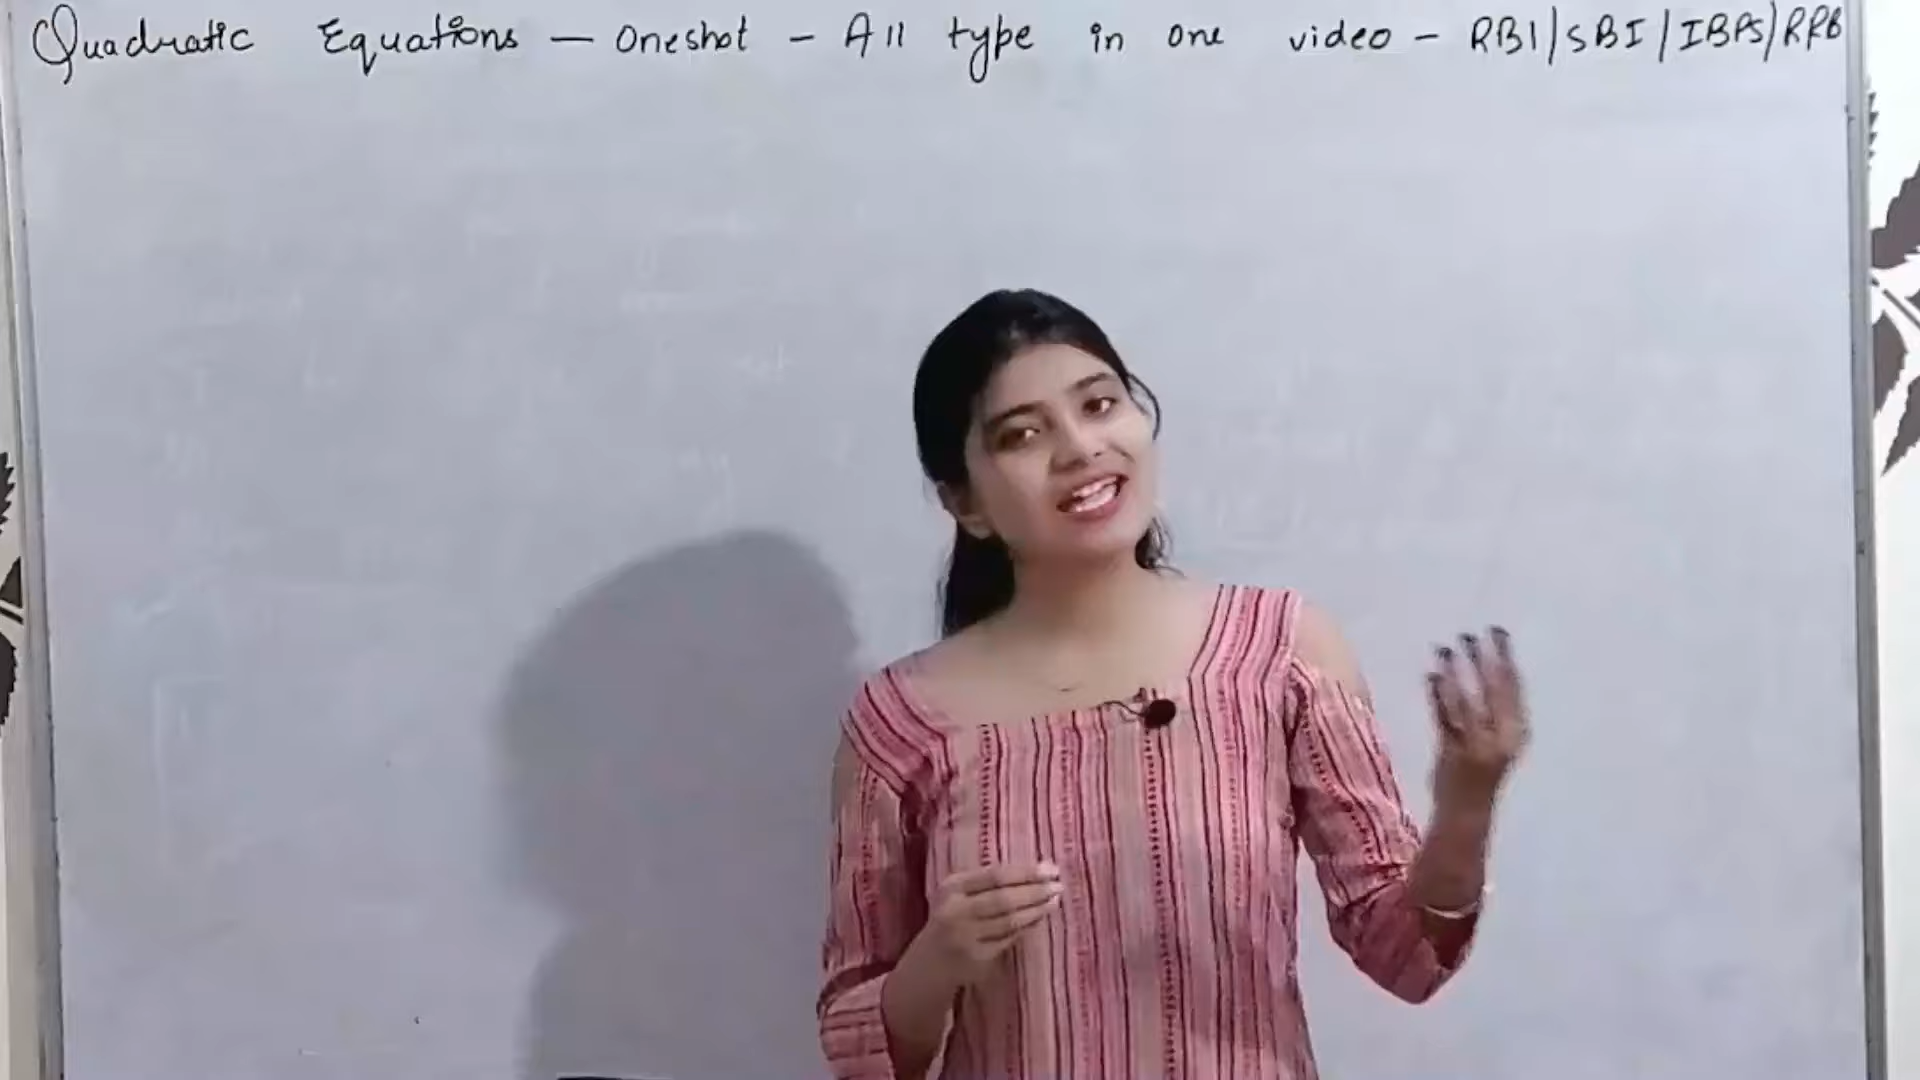 Quadratic Equations — Oneshot - All type in one video - RBI/SBI/IBPS/RRB